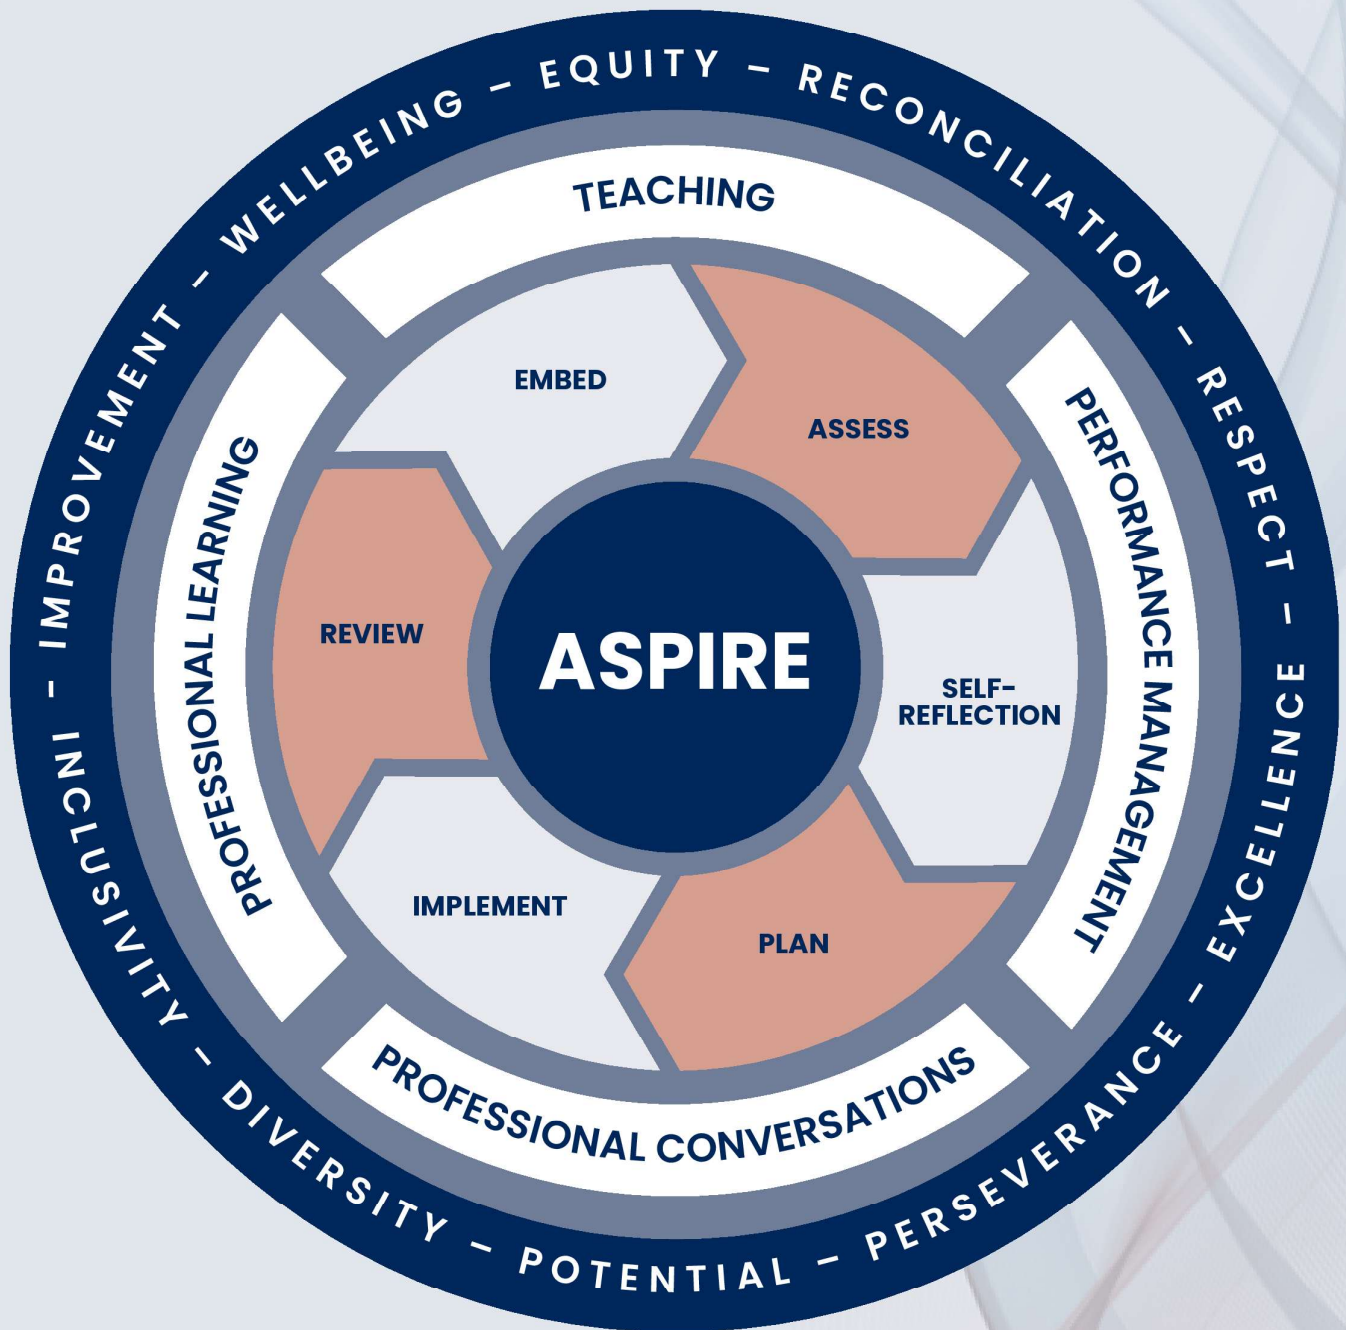 IMPROVEMENT – WELLBEING – EQUITY – RECONCILIATION – RESPECT –
EXCELLENCE – PERSEVERANCE – POTENTIAL – DIVERSITY – INCLUSIVITY –
TEACHING
PERFORMANCE MANAGEMENT
PROFESSIONAL CONVERSATIONS
PROFESSIONAL LEARNING
ASSESS
SELF-
REFLECTION
PLAN
IMPLEMENT
REVIEW
EMBED
ASPIRE